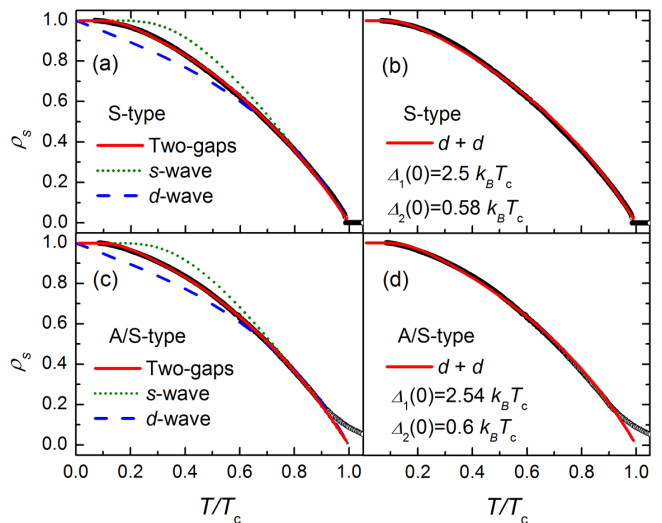 1.0
0.8
0.6
0.4
0.2
0.0
ρs
(a)
S-type
Two-gaps
s-wave
d-wave
(b)
S-type
d + d
Δ1(0)=2.5 kBTc
Δ2(0)=0.58 kBTc
1.0
0.8
0.6
0.4
0.2
0.0
ρs
(c)
A/S-type
Two-gaps
s-wave
d-wave
(d)
A/S-type
d + d
Δ1(0)=2.54 kBTc
Δ2(0)=0.6 kBTc
0.0 0.2 0.4 0.6 0.8 1.0
0.2 0.4 0.6 0.8 1.0
T/Tc
T/Tc